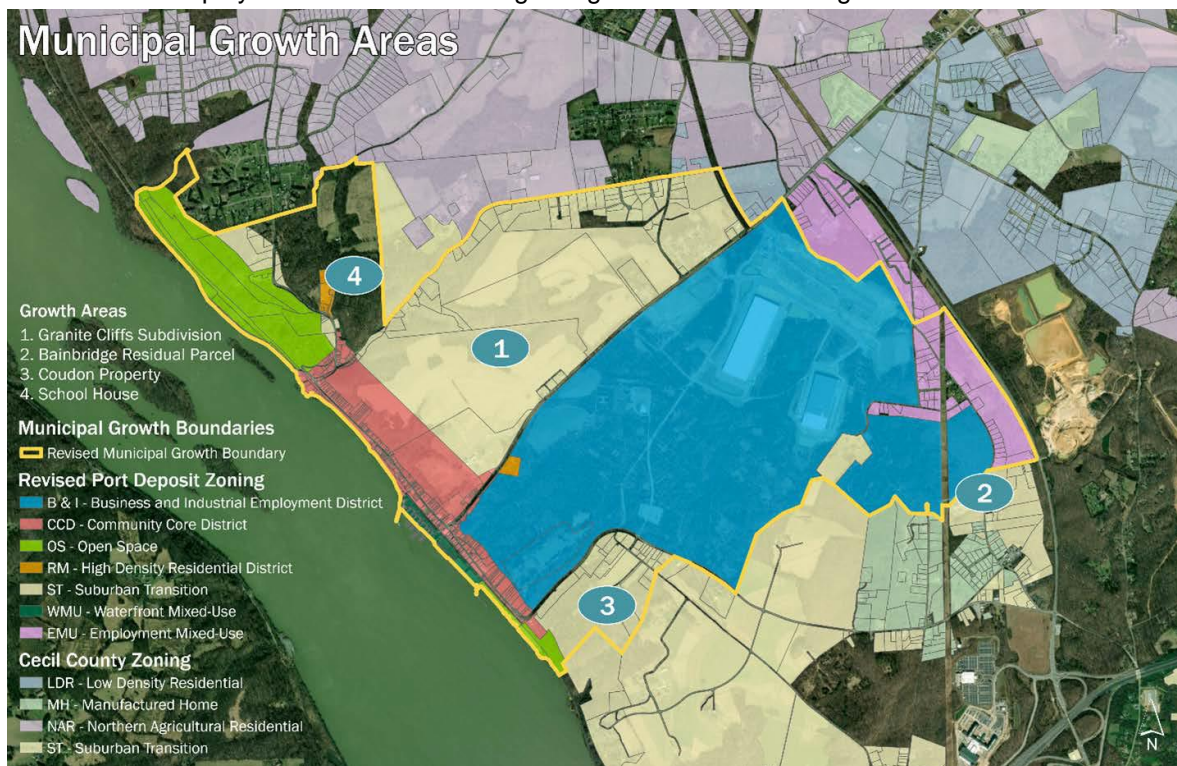 Municipal Growth Areas
4
1
2
3
Growth Areas
1. Granite Cliffs Subdivision
2. Bainbridge Residual Parcel
3. Coudon Property
4. School House
Municipal Growth Boundaries
Revised Municipal Growth Boundary
Revised Port Deposit Zoning
B & I - Business and Industrial Employment District
CCD - Community Core District
OS - Open Space
RM - High Density Residential District
ST - Suburban Transition
WMU - Waterfront Mixed-Use
EMU - Employment Mixed-Use
Cecil County Zoning
LDR - Low Density Residential
MH - Manufactured Home
NAR - Northern Agricultural Residential
ST - Suburban Transition
N